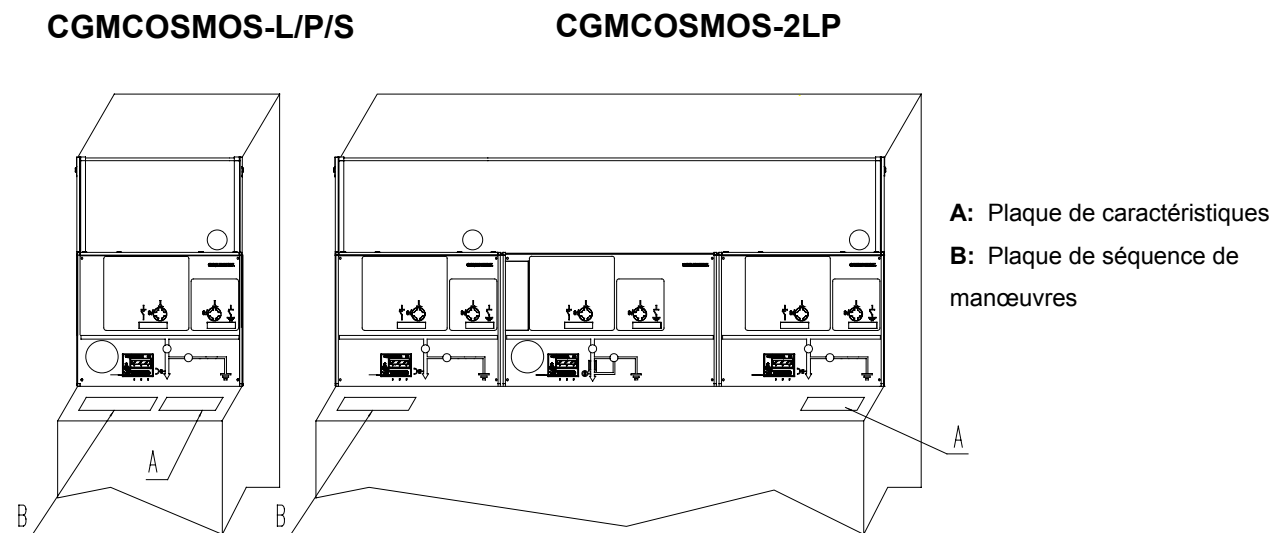 CGMCOSMOS-L/P/S
CGMCOSMOS-2LP
A: Plaque de caractéristiques
B: Plaque de séquence de
manœuvres
A
A
B
B